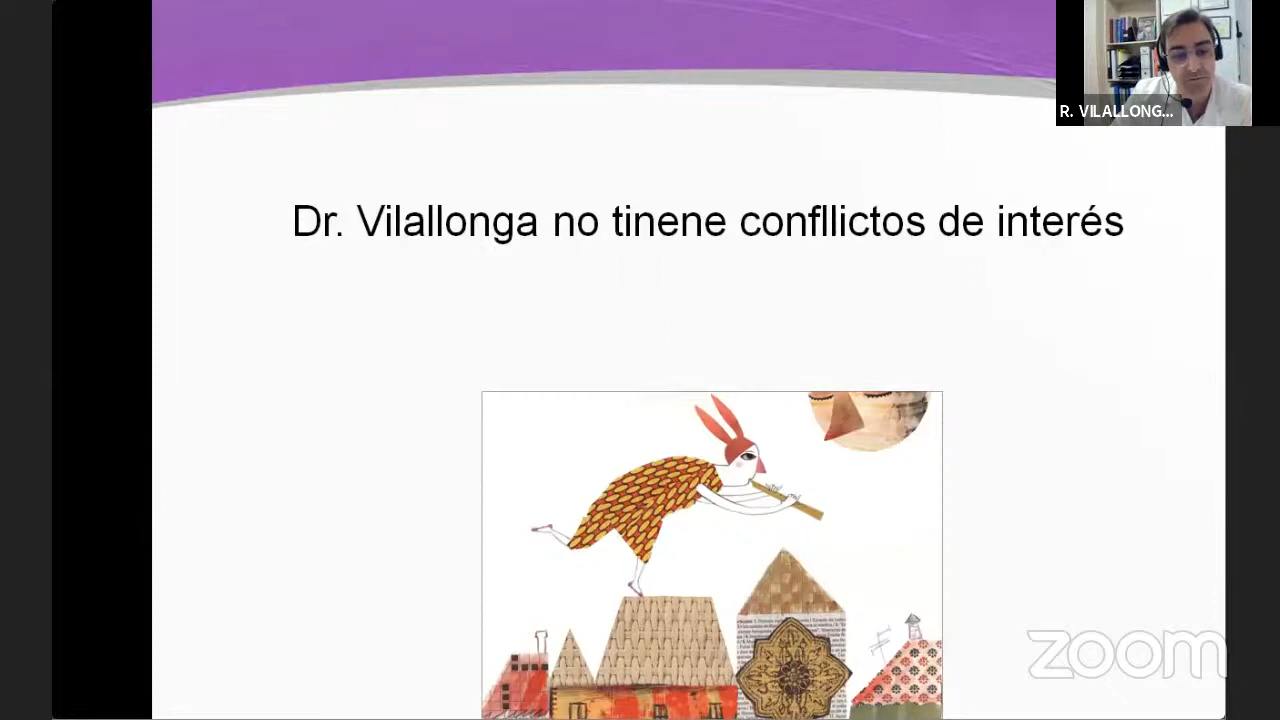 R. VILALLONG...
Dr. Vilallonga no tinene confllictos de interés
zoom